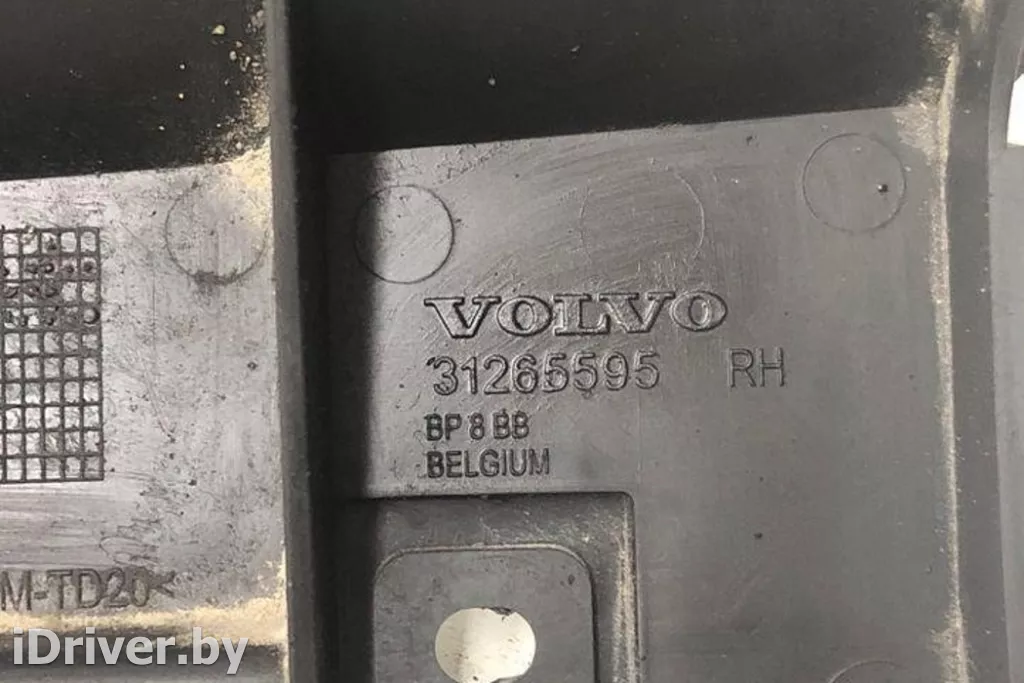 VOLVO
31265595 RH
BP 8 BB
BELGIUM
M-TD20<
iDriver.by